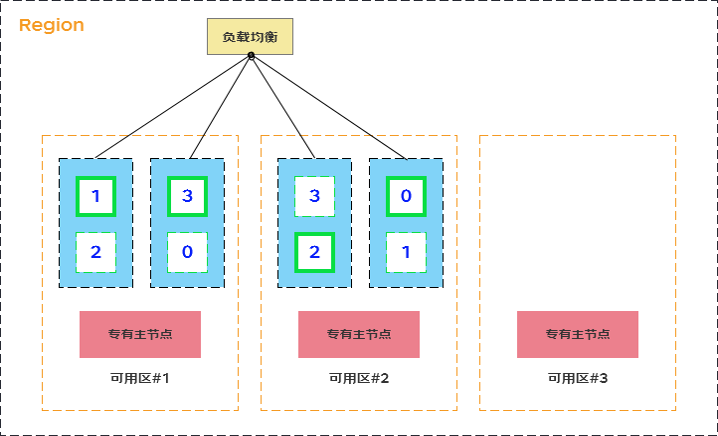 Region
负载均衡
1
3
3
0
2
0
2
1
专有主节点
专有主节点
专有主节点
可用区#1
可用区#2
可用区#3